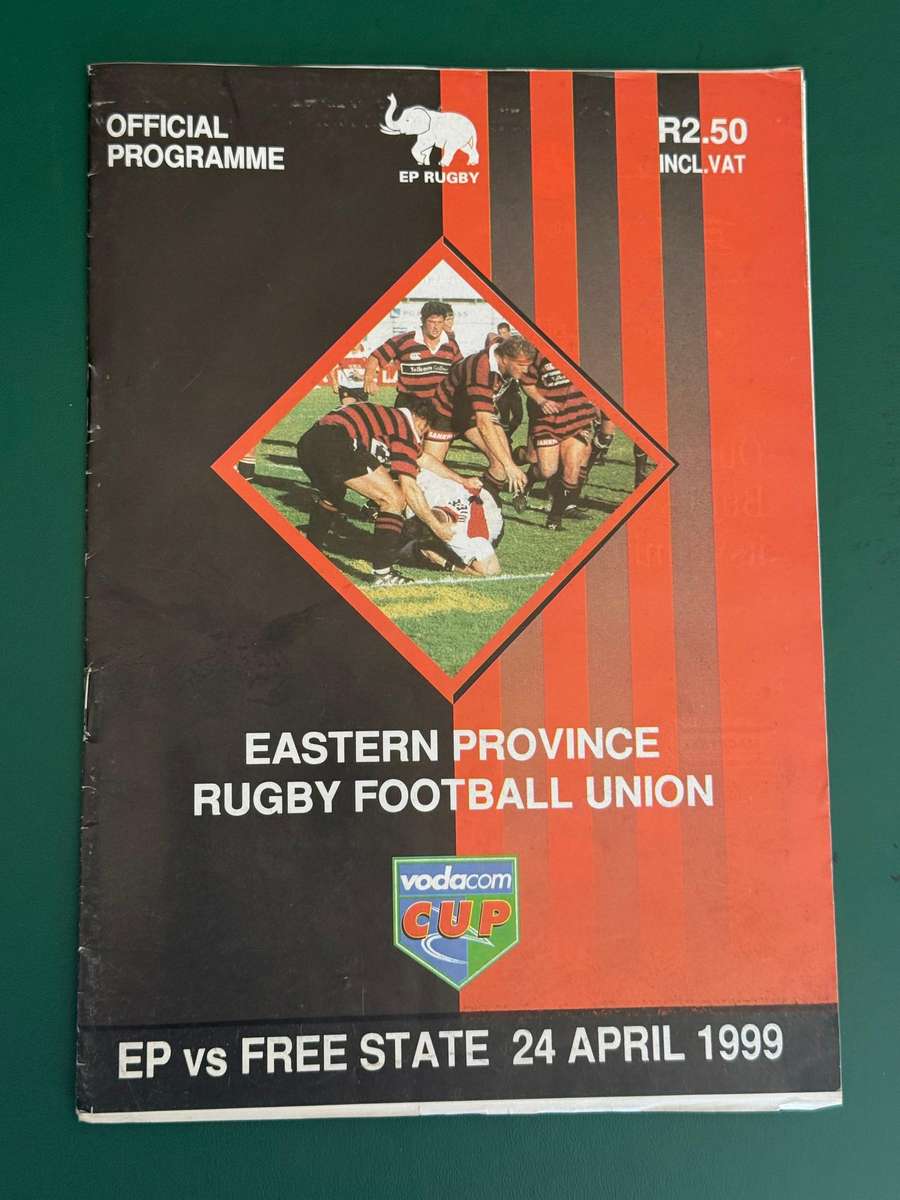 OFFICIAL
PROGRAMME
EP RUGBY
R2.50
INCL.VAT
Telkom
EASTERN PROVINCE
RUGBY FOOTBALL UNION
vodacom
CUP
EP vs FREE STATE 24 APRIL 1999